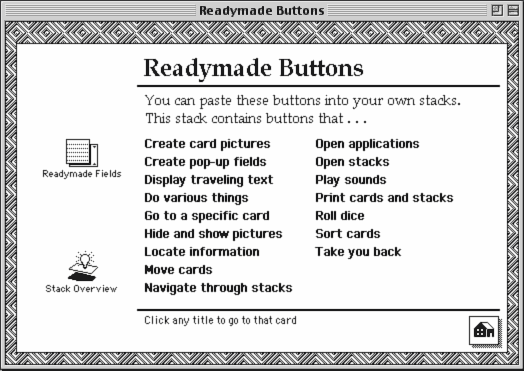 Readymade Buttons
Readymade Buttons
You can paste these buttons into your own stacks.
This stack contains buttons that . . .
Create card pictures
Create pop-up fields
Display traveling text
Do various things
Go to a specific card
Hide and show pictures
Locate information
Move cards
Navigate through stacks
Open applications
Open stacks
Play sounds
Print cards and stacks
Roll dice
Sort cards
Take you back
Readymade Fields
Stack Overview
Click any title to go to that card